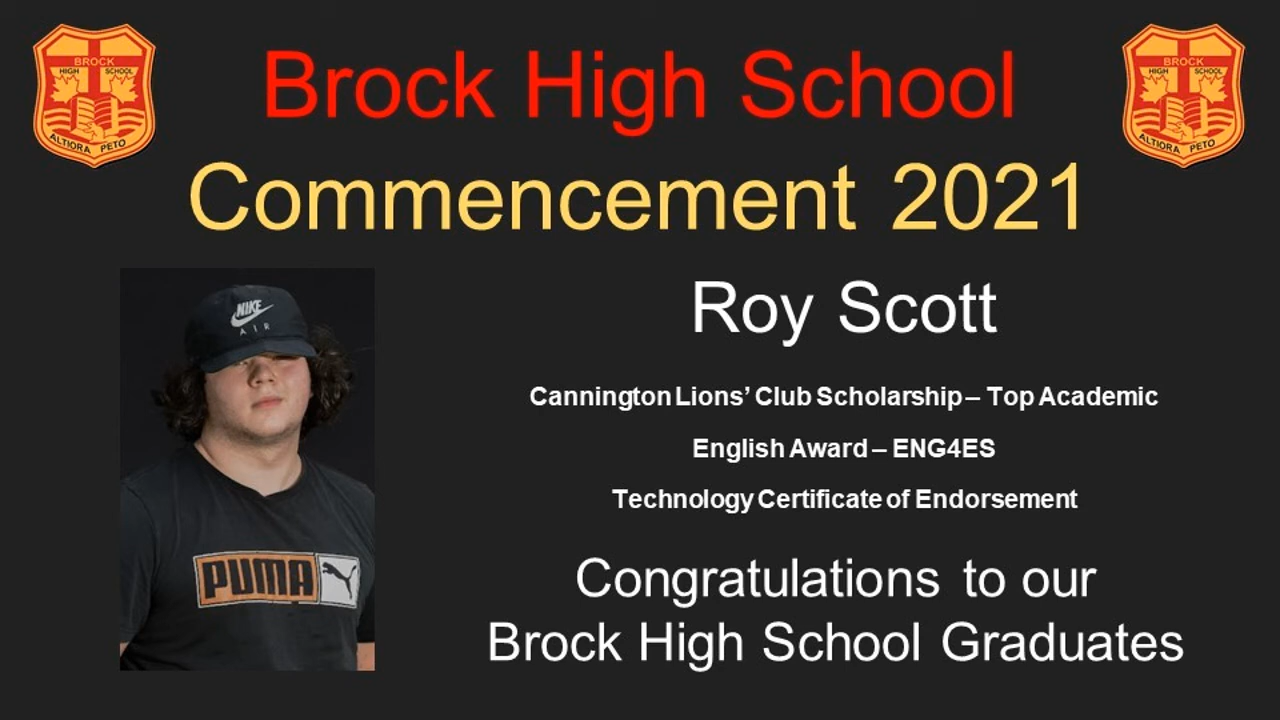 BROCK
HIGH SCHOOL
ALTIORA PETO
Brock High School
BROCK
HIGH SCHOOL
ALTIORA PETO
Commencement 2021
NIKE
AIR
PUMA
Roy Scott
Cannington Lions’ Club Scholarship – Top Academic
English Award – ENG4ES
Technology Certificate of Endorsement
Congratulations to our
Brock High School Graduates